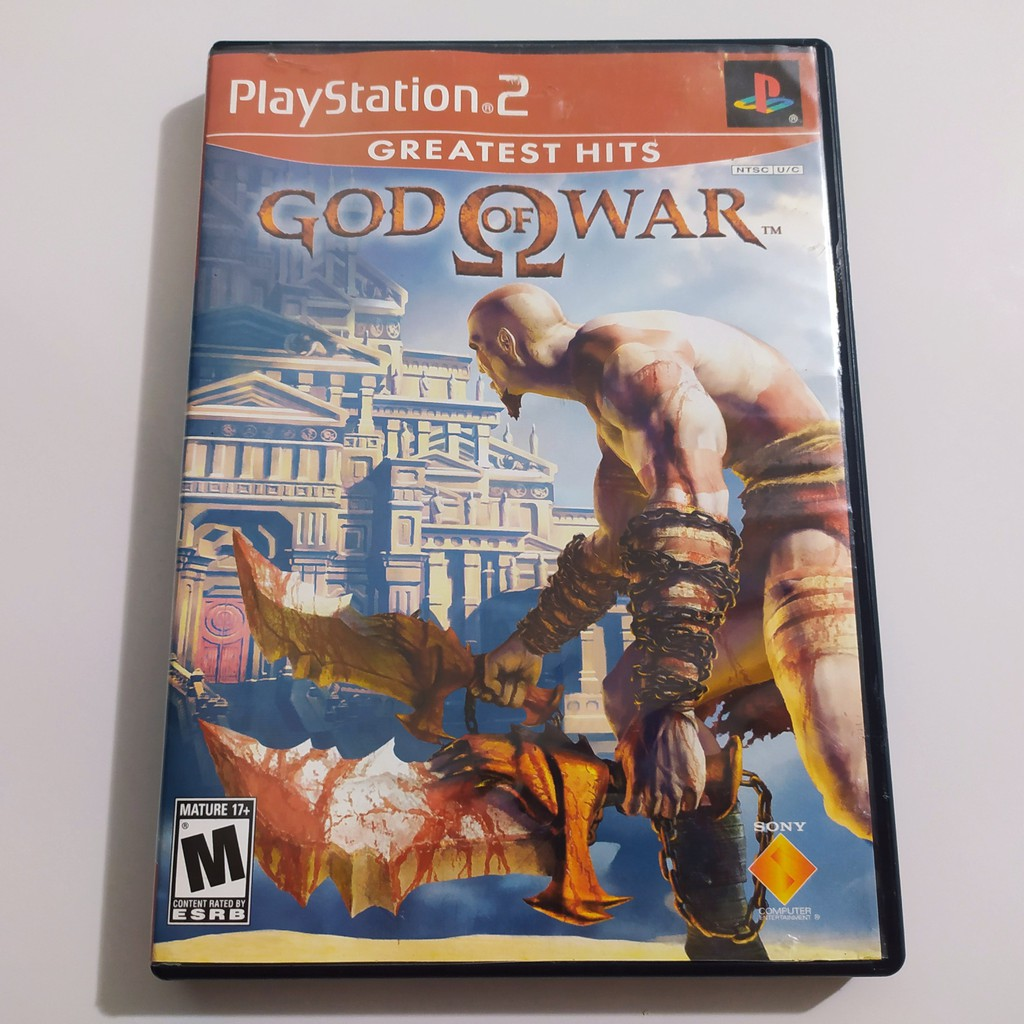 PlayStation®2
®
GREATEST HITS
NTSC U/C
GOD OF WAR™
MATURE 17+
®
M
CONTENT RATED BY
ESRB
SONY
COMPUTER
ENTERTAINMENT ®